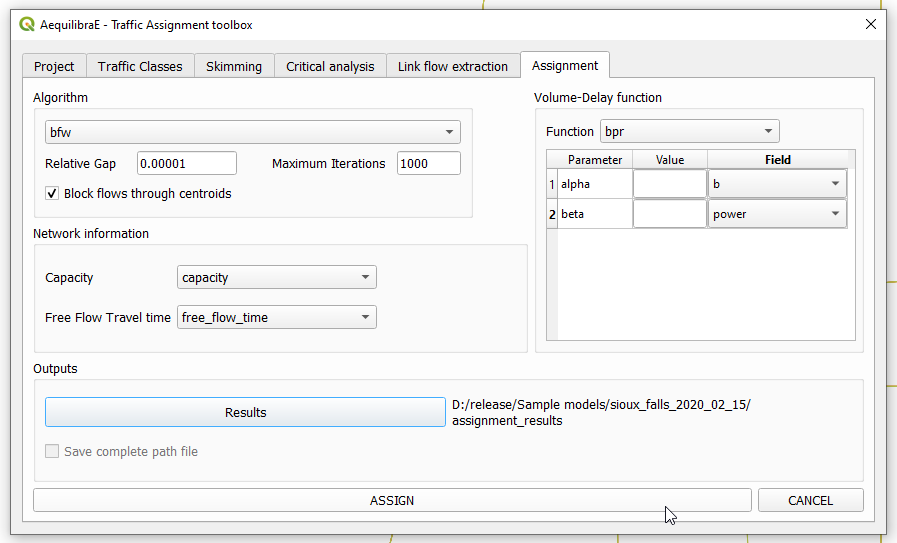 AequilibraE - Traffic Assignment toolbox
Project
Traffic Classes
Skimming
Critical analysis
Link flow extraction
Assignment
Algorithm
bfw
Relative Gap
0.00001
Maximum Iterations
1000
Block flows through centroids
Network information
Capacity
capacity
Free Flow Travel time
free_flow_time
Volume-Delay function
Function
bpr
Parameter
Value
Field
1
alpha
b
2
beta
power
Outputs
Results
D:/release/Sample models/sioux_falls_2020_02_15/
assignment_results
Save complete path file
ASSIGN
CANCEL